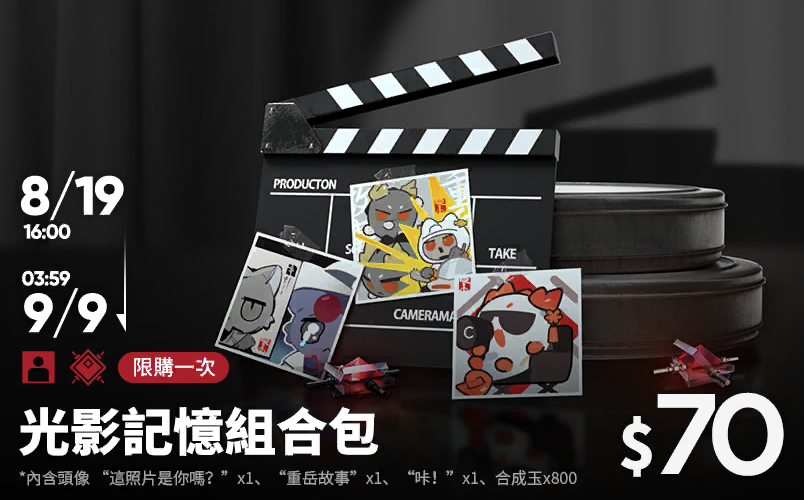 PRODUCTON
TAKE
CAMERAMA
C
8/19
16:00
03:59
9/9
限購一次
光影記憶組合包
$70
*內含頭像 “這照片是你嗎？” x1、“重岳故事” x1、“咔！” x1、合成玉x800